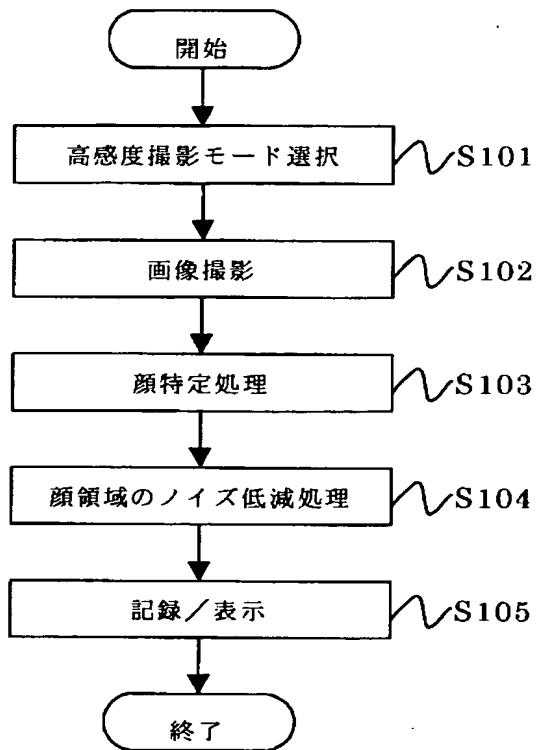 開始
高感度撮影モード選択 S101
画像撮影 S102
顔特定処理 S103
顔領域のノイズ低減処理 S104
記録／表示 S105
終了